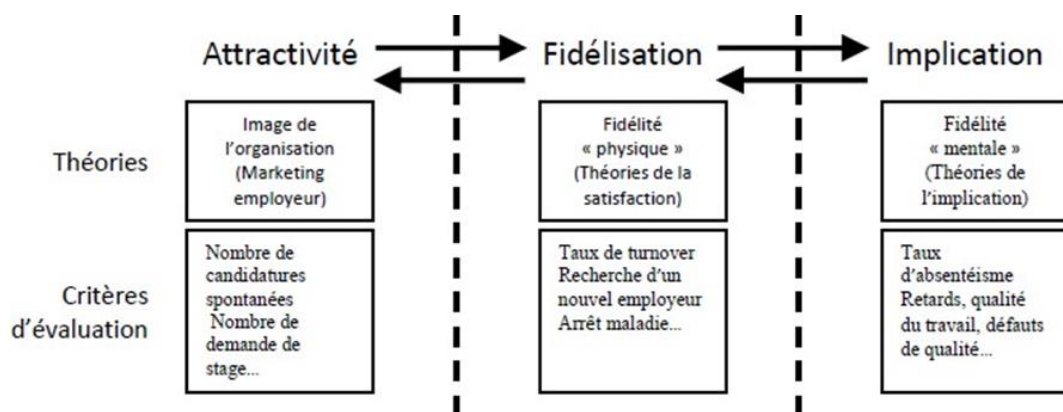 Attractivité
Fidélisation
Implication
Théories
Image de
l'organisation
(Marketing
employeur)
Fidélité
« physique »
(Théories de la
satisfaction)
Fidélité
« mentale »
(Théories de
l'implication)
Critères
d'évaluation
Nombre de
candidatures
spontanées
Nombre de
demande de
stage...
Taux de turnover
Recherche d'un
nouvel employeur
Arrêt maladie...
Taux
d'absentéisme
Retards, qualité
du travail, défauts
de qualité...